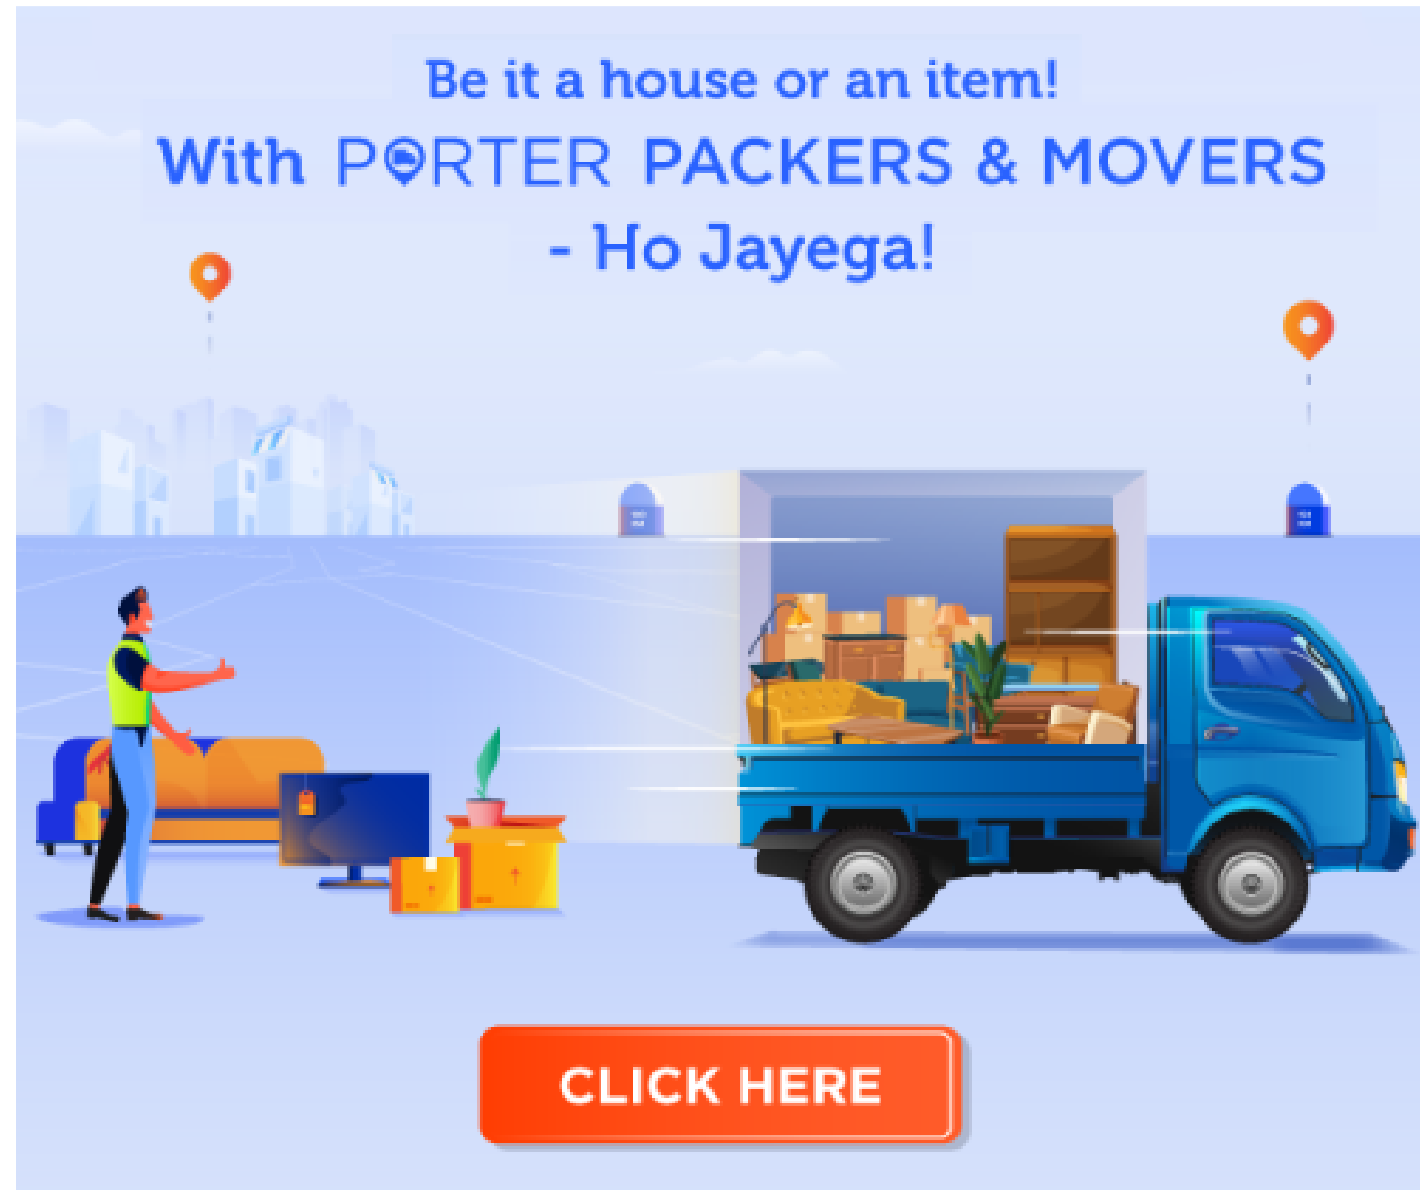 Be it a house or an item!
With PORTER PACKERS & MOVERS
- Ho Jayega!
CLICK HERE